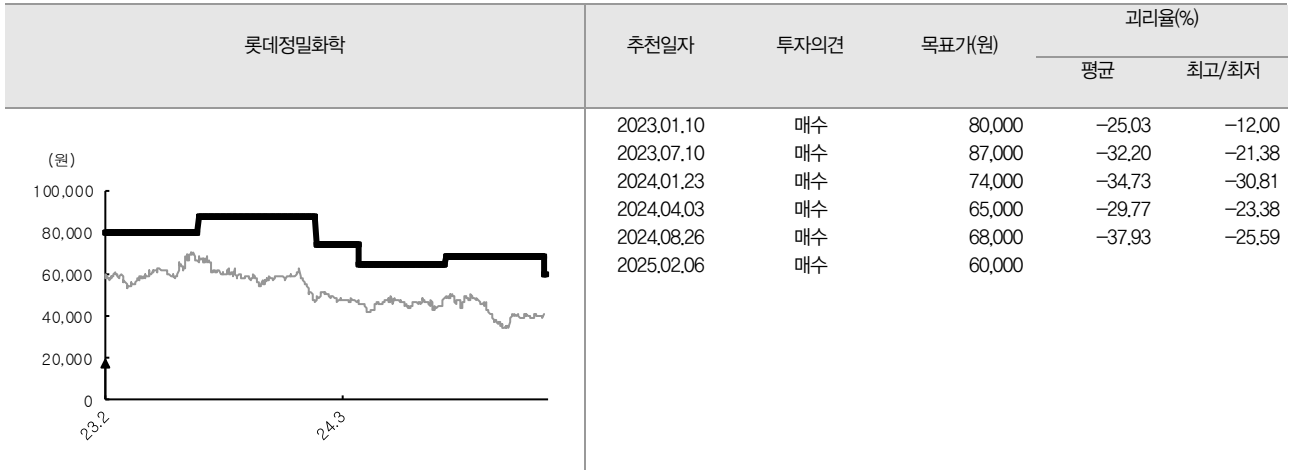 롯데정밀화학 추천일자 투자의견 목표가(원) 괴리율(%)
평균 최고/최저
2023.01.10 매수 80,000 -25.03 -12.00
2023.07.10 매수 87,000 -32.20 -21.38
2024.01.23 매수 74,000 -34.73 -30.81
2024.04.03 매수 65,000 -29.77 -23.38
2024.08.26 매수 68,000 -37.93 -25.59
2025.02.06 매수 60,000
(원)
100,000
80,000
60,000
40,000
20,000
0
23.2 24.3